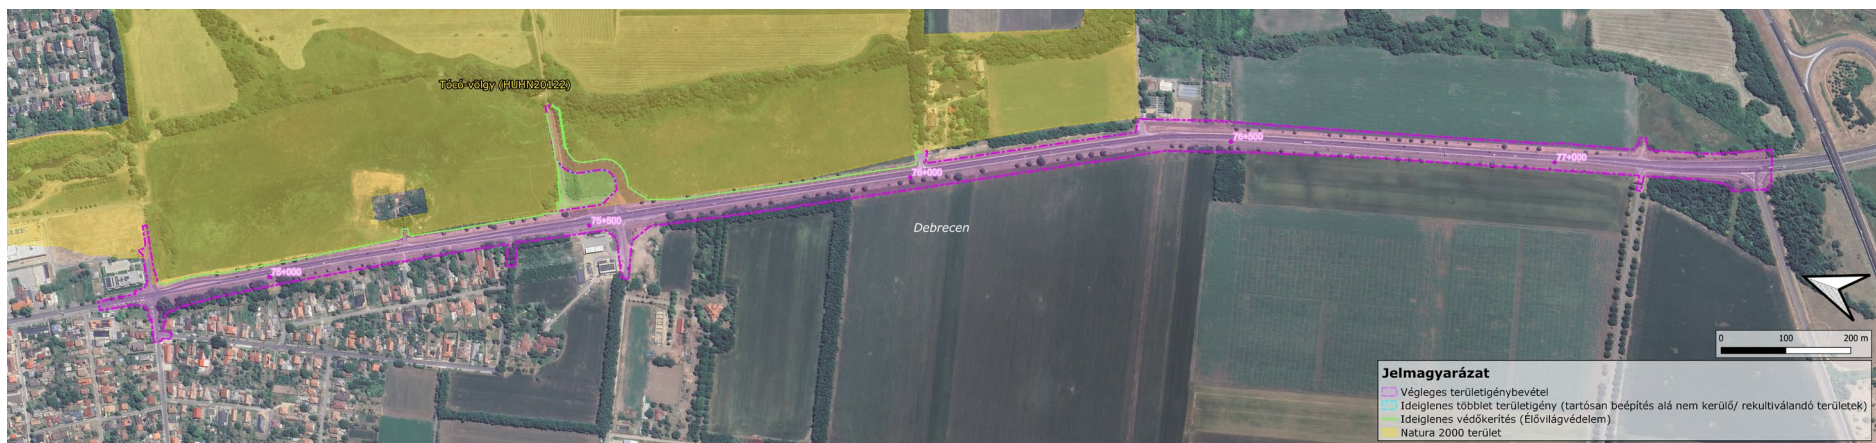 Tócó-völgy (HUHN20122)
76+500
77+000
76+000
75+500
Debrecen
75+000
0 100 200 m
Jelmagyarázat
Végleges területigénybevétel
Ideiglenes többlet területigény (tartósan beépítés alá nem kerülő/ rekultiválandó területek)
Ideiglenes védőkerítés (Élővilágvédelem)
Natura 2000 terület